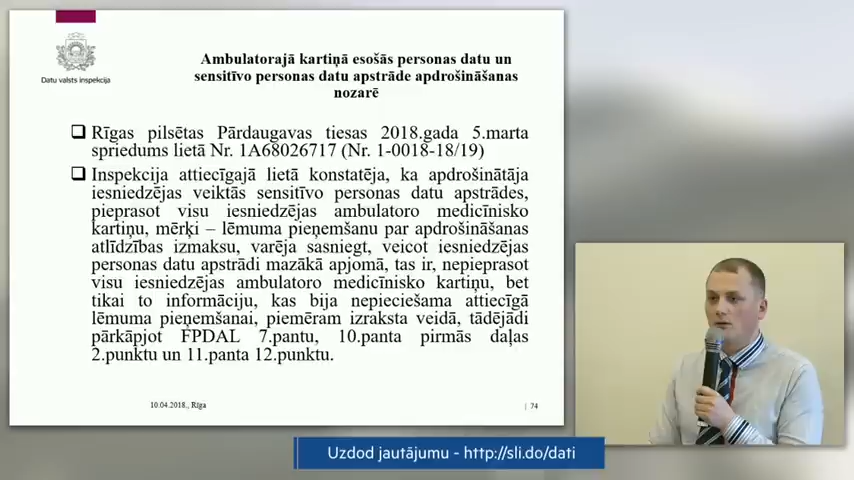 Datu valsts inspekcija
Ambulatorajā kartiņā esošās personas datu un
sensitīvo personas datu apstrāde apdrošināšanas
nozarē
❑ Rīgas pilsētas Pārdaugavas tiesas 2018.gada 5.marta
spriedums lietā Nr. 1A68026717 (Nr. 1-0018-18/19)
❑ Inspekcija attiecīgajā lietā konstatēja, ka apdrošinātāja
iesniedzējas veiktās sensitīvo personas datu apstrādes,
pieprasot visu iesniedzējas ambulatoro medicīnisko
kartiņu, mērķi – lēmuma pieņemšanu par apdrošināšanas
atlīdzības izmaksu, varēja sasniegt, veicot iesniedzējas
personas datu apstrādi mazākā apjomā, tas ir, nepieprasot
visu iesniedzējas ambulatoro medicīnisko kartiņu, bet
tikai to informāciju, kas bija nepieciešama attiecīgā
lēmuma pieņemšanai, piemēram izraksta veidā, tādējādi
pārkāpjot FPDAL 7.pantu, 10.panta pirmās daļas
2.punktu un 11.panta 12.punktu.
10.04.2018., Rīga
| 74
Uzdod jautājumu - http://sli.do/dati